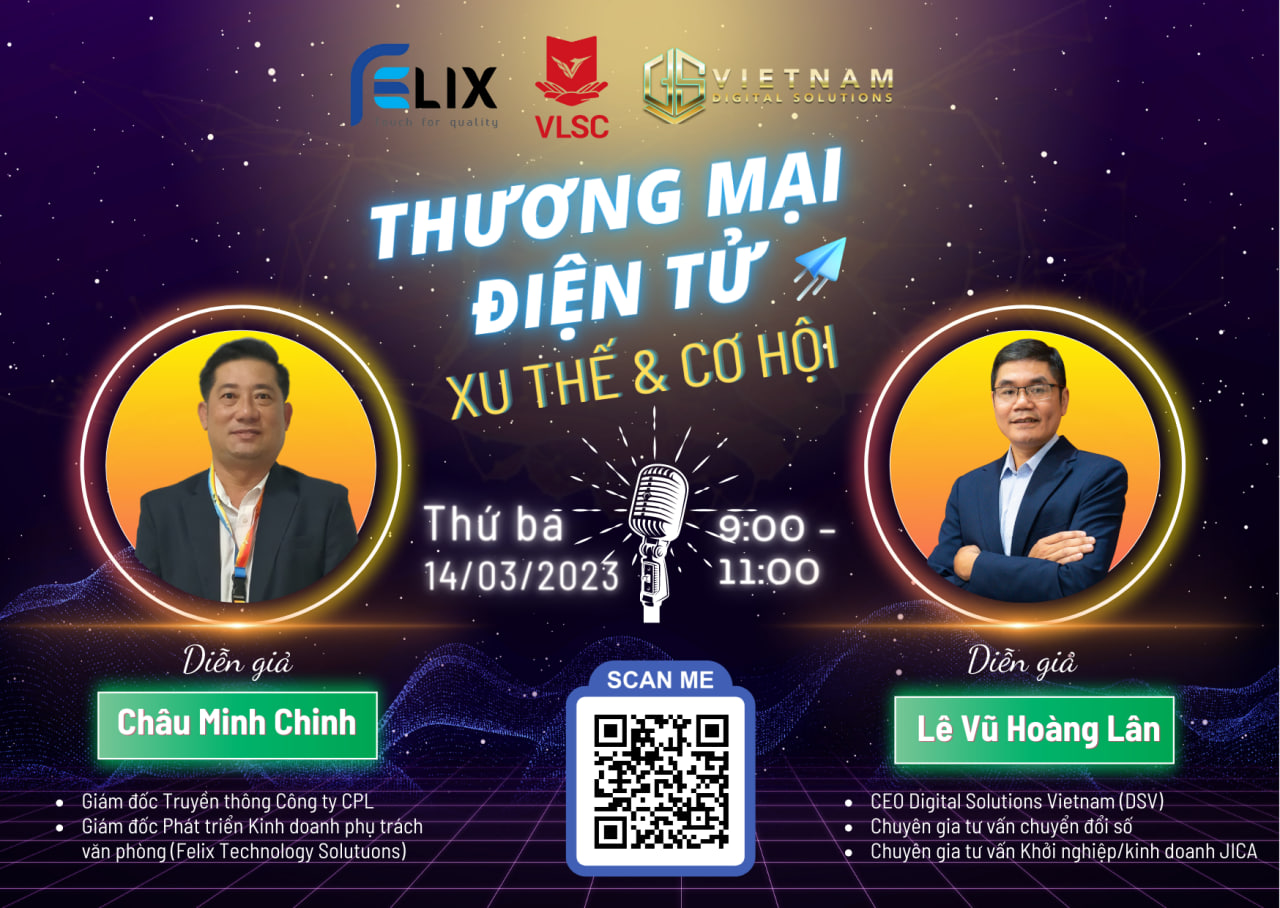 FELIX
Touch for quality
VLSC
VIETNAM
DIGITAL SOLUTIONS
THƯƠNG MẠI
ĐIỆN TỬ
XU THẾ & CƠ HỘI
Thứ ba
14/03/2023
9:00 –
11:00
Diễn giả
Châu Minh Chinh
• Giám đốc Truyền thông Công ty CPL
• Giám đốc Phát triển Kinh doanh phụ trách
văn phòng (Felix Technology Solutuons)
SCAN ME
Diễn giả
Lê Vũ Hoàng Lân
• CEO Digital Solutions Vietnam (DSV)
• Chuyên gia tư vấn chuyển đổi số
• Chuyên gia tư vấn Khởi nghiệp/kinh doanh JICA